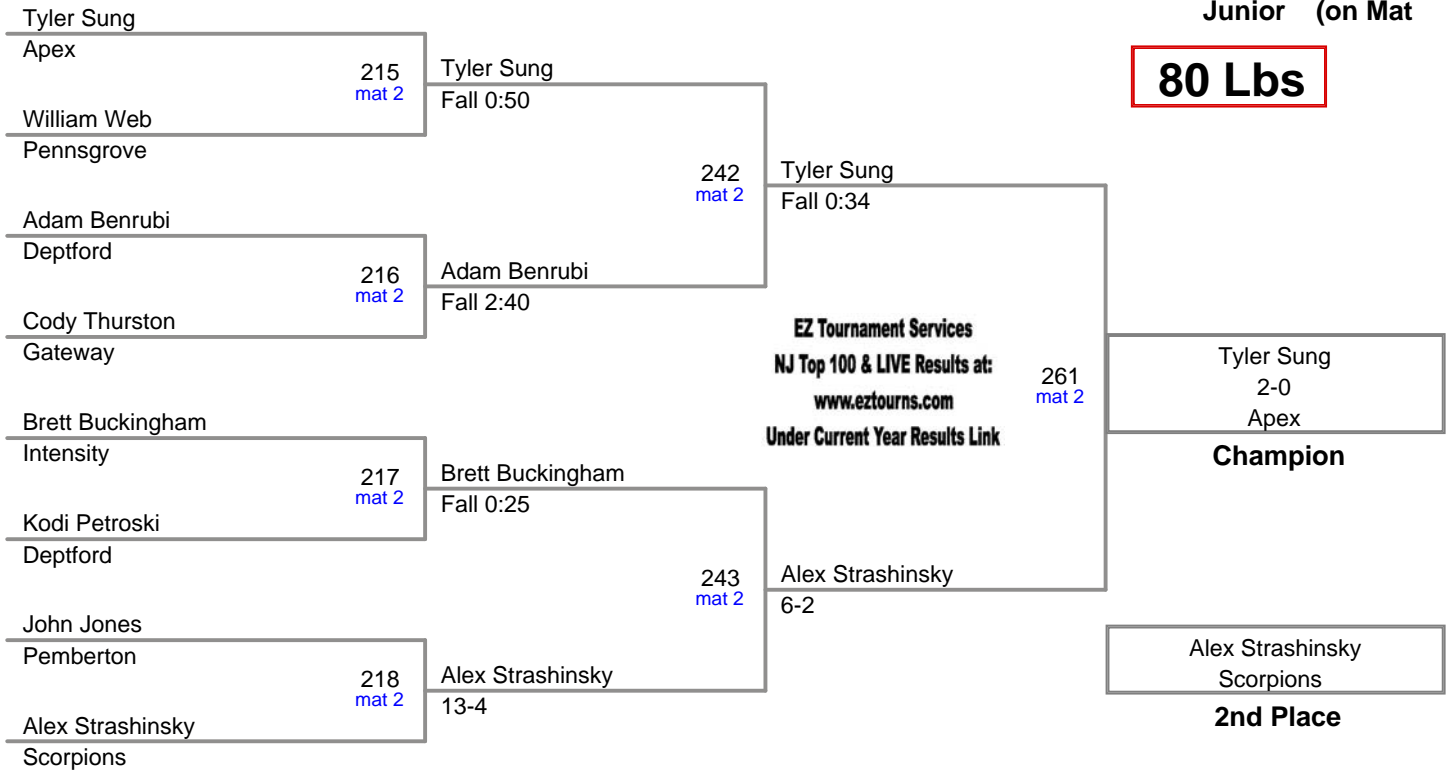 Junior (on Mat
80 Lbs
Tyler Sung
Apex
215
mat 2
William Web
Pennsgrove
Tyler Sung
Fall 0:50
Adam Benrubi
Deptford
216
mat 2
Cody Thurston
Gateway
Adam Benrubi
Fall 2:40
242
mat 2
Tyler Sung
Fall 0:34
Brett Buckingham
Intensity
217
mat 2
Kodi Petroski
Deptford
Brett Buckingham
Fall 0:25
John Jones
Pemberton
218
mat 2
Alex Strashinsky
Scorpions
Alex Strashinsky
13-4
243
mat 2
Alex Strashinsky
6-2
EZ Tournament Services
NJ Top 100 & LIVE Results at:
www.eztourns.com
Under Current Year Results Link
261
mat 2
Tyler Sung
2-0
Apex
Champion
Alex Strashinsky
Scorpions
2nd Place